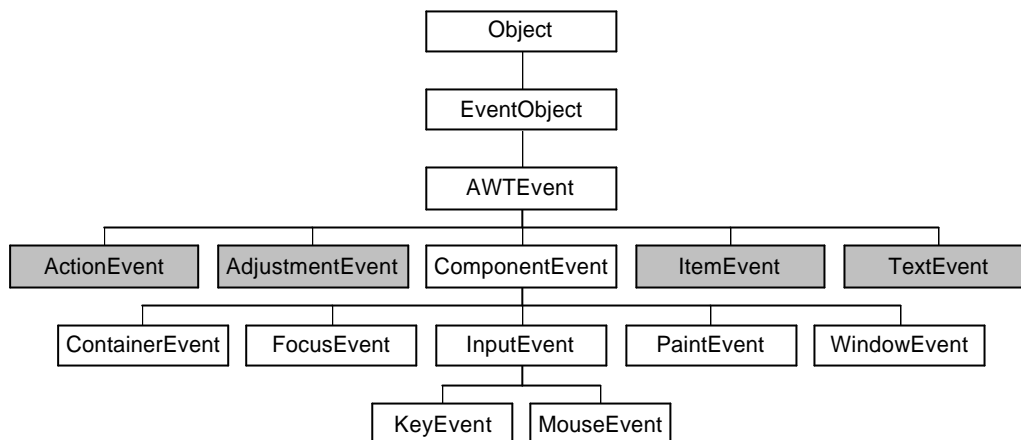 Object
EventObject
AWTEvent
ActionEvent AdjustmentEvent ComponentEvent ItemEvent TextEvent
ContainerEvent FocusEvent InputEvent PaintEvent WindowEvent
KeyEvent MouseEvent